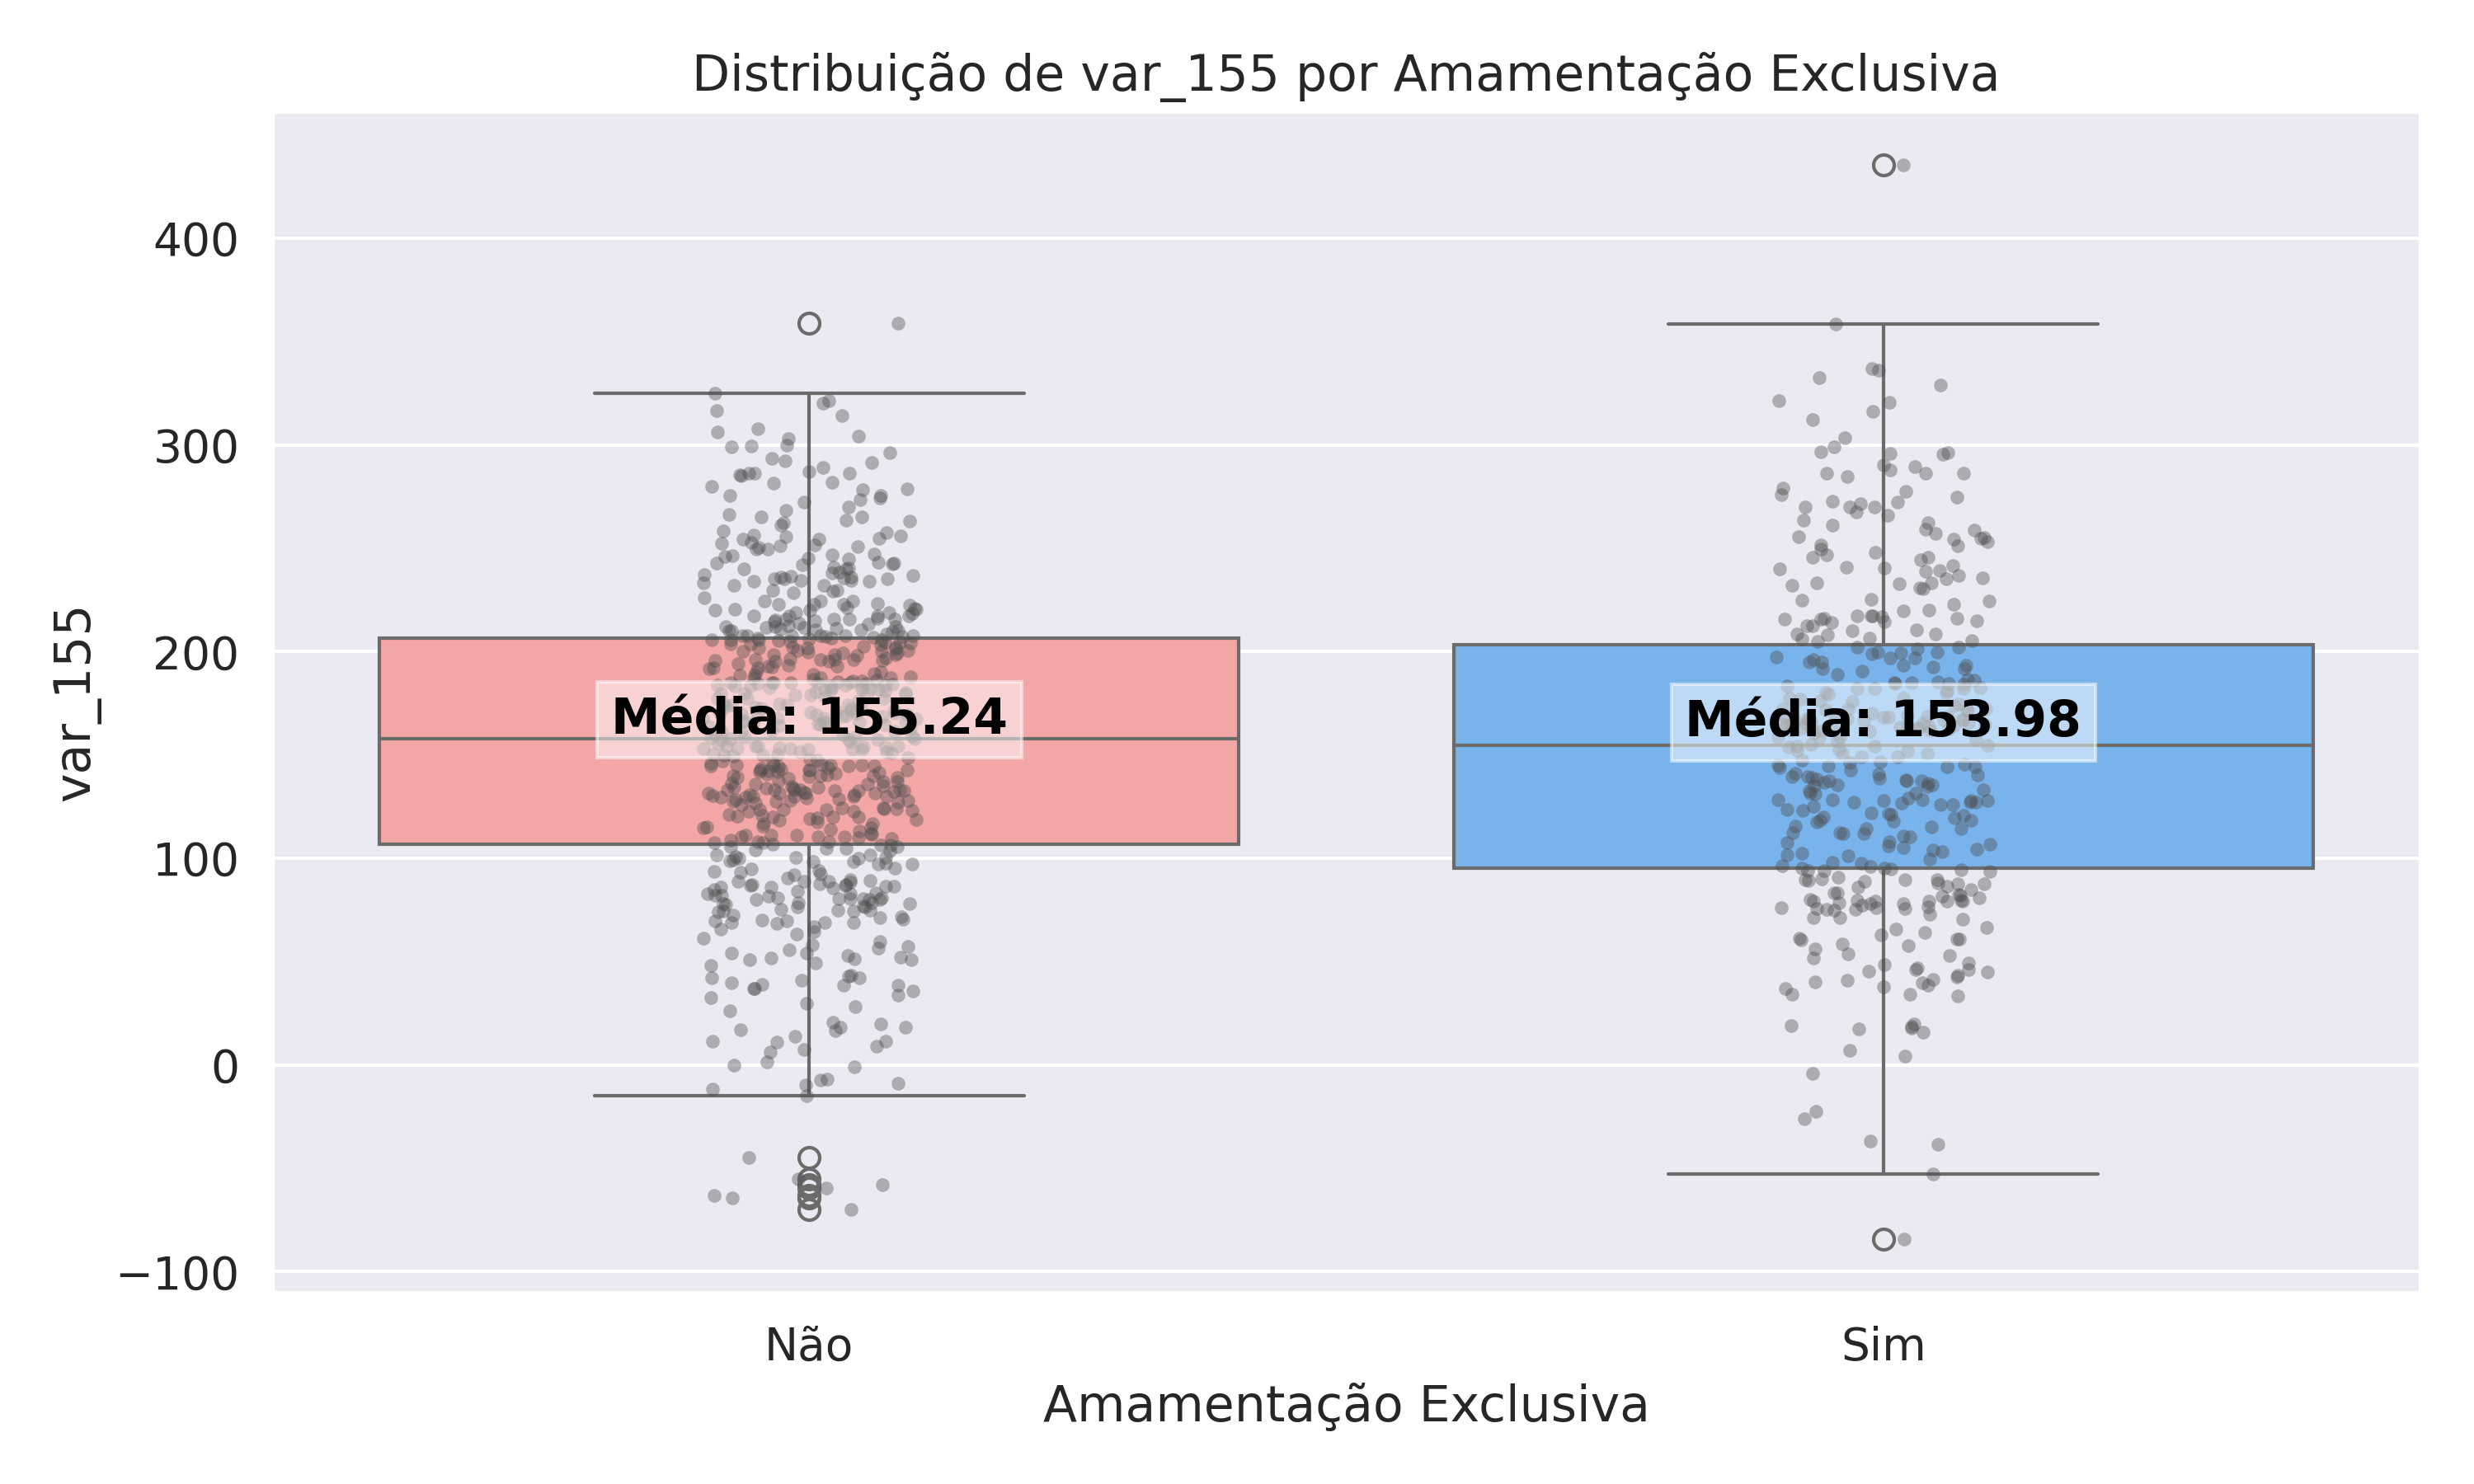 Distribuição de var_155 por Amamentação Exclusiva
400
300
200
100
0
−100
var_155
Média: 155.24
Média: 153.98
Não
Sim
Amamentação Exclusiva